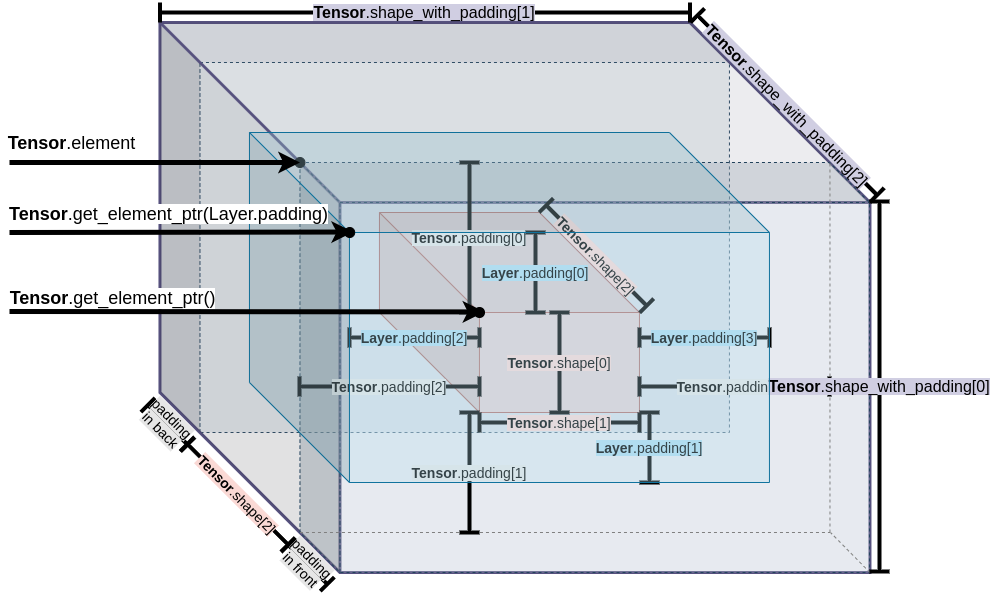 Tensor.shape_with_padding[1]
Tensor.shape_with_padding[2]
Tensor.element
Tensor.get_element_ptr(Layer.padding)
Tensor.padding[0]
Tensor.shape[2]
Layer.padding[0]
Tensor.get_element_ptr()
Layer.padding[2]
Layer.padding[3]
Tensor.shape[0]
Tensor.padding[2]
Tensor.paddin
Tensor.shape_with_padding[0]
Tensor.shape[1]
padding
in back
Layer.padding[1]
Tensor.padding[1]
Tensor.shape[2]
padding
in front